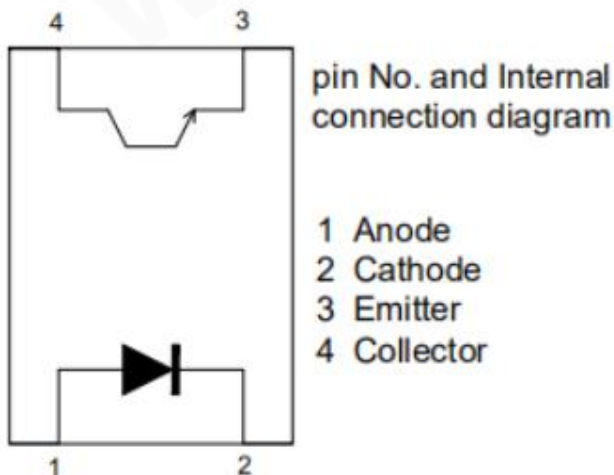 4 3
pin No. and Internal
connection diagram
1 Anode
2 Cathode
3 Emitter
4 Collector
1 2